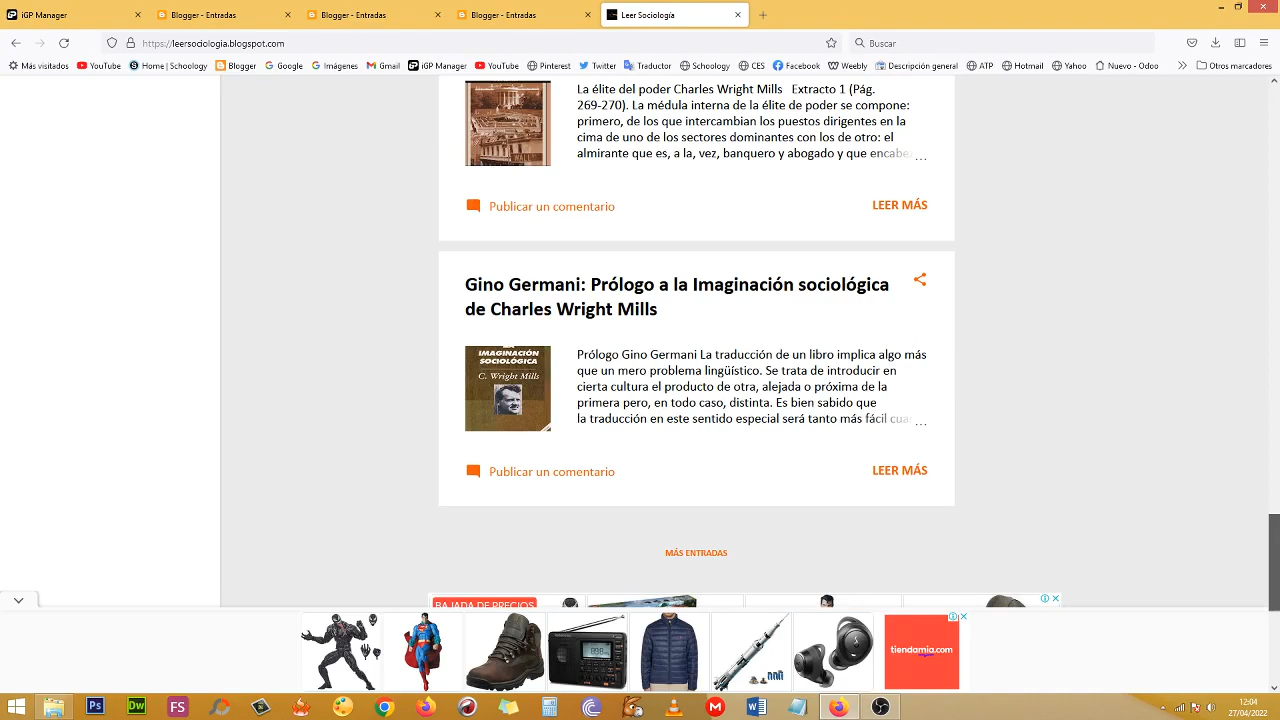 iGP Manager
Blogger - Entradas
Blogger - Entradas
Blogger - Entradas
Leer Sociología
https://leersociologia.blogspot.com
Buscar
Más visitados
YouTube
Home | Schoology
Blogger
Google
Imágenes
Gmail
iGP Manager
YouTube
Pinterest
Twitter
Traductor
Schoology
CES
Facebook
Weebly
Descripción general
ATP
Hotmail
Yahoo
Nuevo - Odoo
Otros marcadores
La élite del poder Charles Wright Mills Extracto 1 (Pág.
269-270). La médula interna de la élite de poder se compone:
primero, de los que intercambian los puestos dirigentes en la
cima de uno de los sectores dominantes con los de otro: el
almirante que es, a la, vez, banquero y abogado y que encabe...
Publicar un comentario
LEER MÁS
Gino Germani: Prólogo a la Imaginación sociológica
de Charles Wright Mills
IMAGINACIÓN
SOCIOLÓGICA
C. Wright Mills
Prólogo Gino Germani La traducción de un libro implica algo más
que un mero problema lingüístico. Se trata de introducir en
cierta cultura el producto de otra, alejada o próxima de la
primera pero, en todo caso, distinta. Es bien sabido que
la traducción en este sentido especial será tanto más fácil cua...
Publicar un comentario
LEER MÁS
MÁS ENTRADAS
BAJADA DE PRECIOS
tiendamia.com
Ps
Dw
FS
12:04
27/04/2022